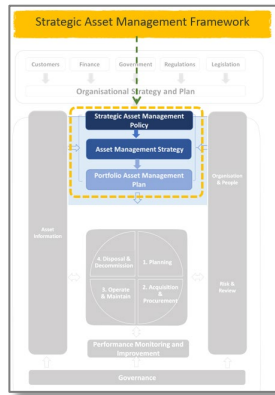 Strategic Asset Management Framework
Customers Finance Government Regulations Legislation
Organisational Strategy and Plan
Strategic Asset Management
Policy
Asset Management Strategy
Portfolio Asset Management
Plan
Organisation
& People
Asset
Information
4. Disposal &
Decommission
1. Planning
3. Operate &
Maintain
2. Acquisition &
Procurement
Risk &
Review
Performance Monitoring and
Improvement
Governance